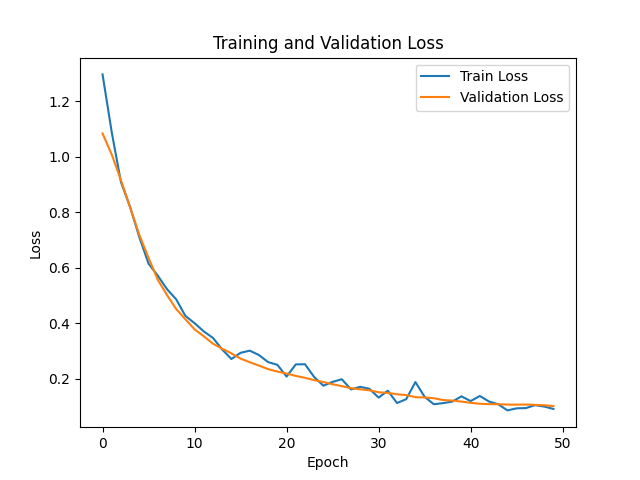 Training and Validation Loss
Train Loss
Validation Loss
1.2
1.0
0.8
0.6
0.4
0.2
Loss
0 10 20 30 40 50
Epoch